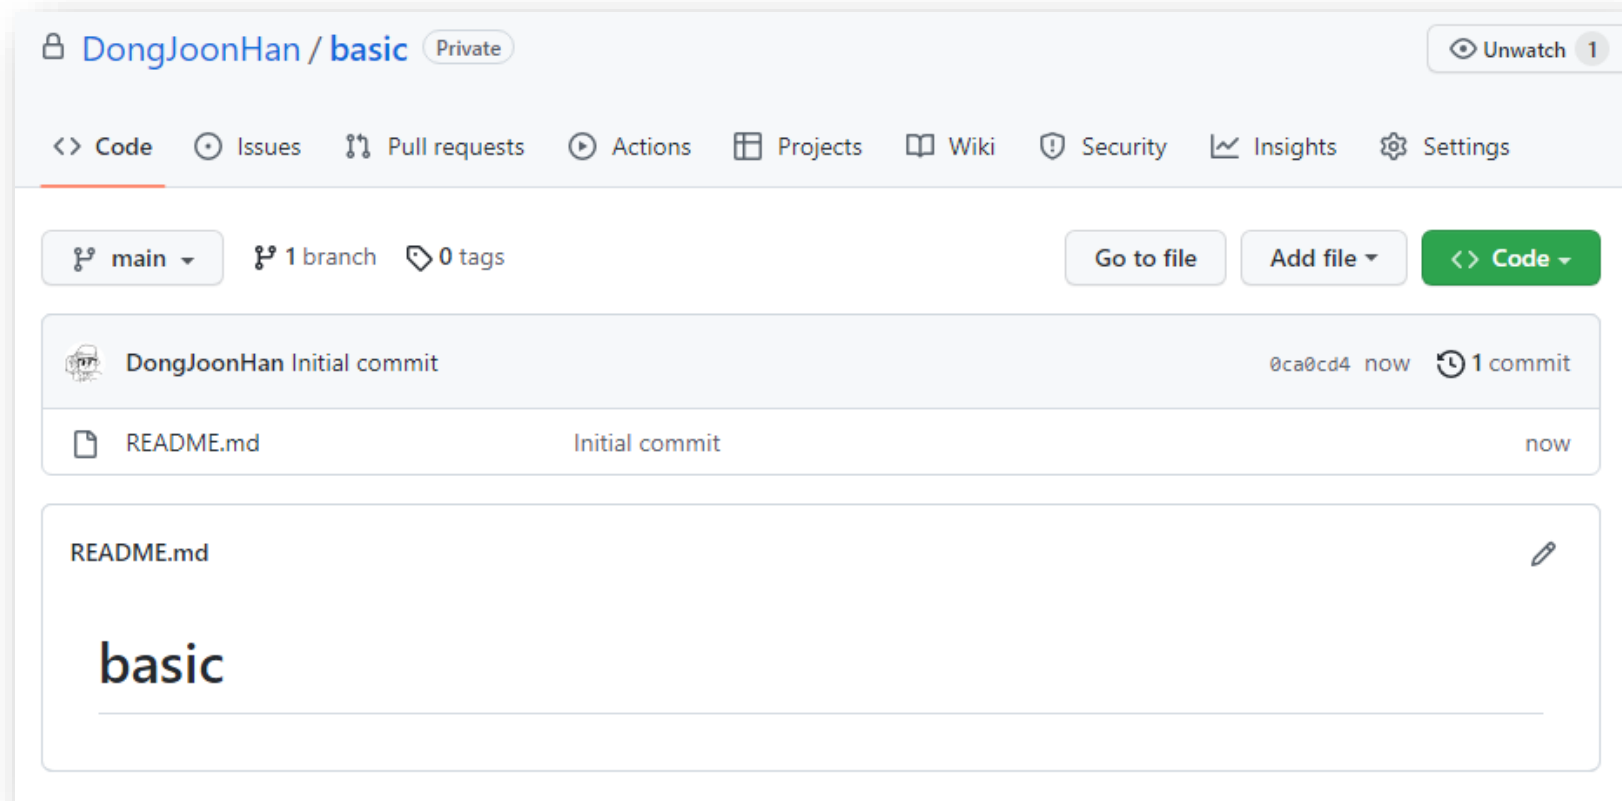 DongJoonHan / basic Private Unwatch 1
Code Issues Pull requests Actions Projects Wiki Security Insights Settings
main 1 branch 0 tags Go to file Add file Code
DongJoonHan Initial commit 0ca0cd4 now 1 commit
README.md Initial commit now
README.md
basic